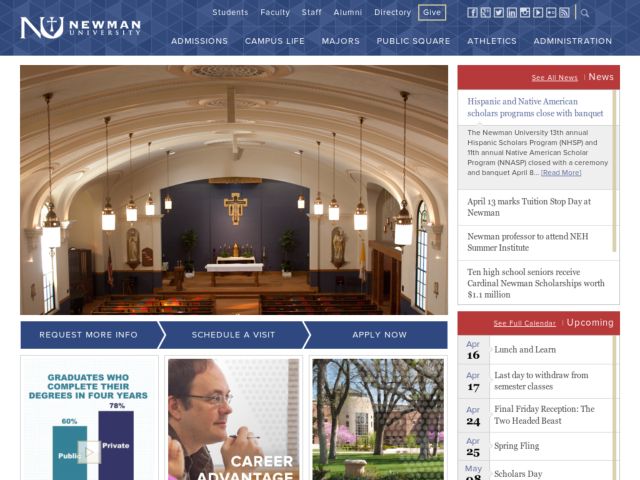 Students Faculty Staff Alumni Directory Give
NU NEWMAN
UNIVERSITY
ADMISSIONS CAMPUS LIFE MAJORS PUBLIC SQUARE ATHLETICS ADMINISTRATION
See All News | News
Hispanic and Native American
scholars programs close with banquet
The Newman University 13th annual
Hispanic Scholars Program (NHSP) and
11th annual Native American Scholar
Program (NNASP) closed with a ceremony
and banquet April 8... [Read More]
April 13 marks Tuition Stop Day at
Newman
Newman professor to attend NEH
Summer Institute
Ten high school seniors receive
Cardinal Newman Scholarships worth
$1.1 million
REQUEST MORE INFO SCHEDULE A VISIT APPLY NOW
See Full Calendar | Upcoming
Apr
16 Lunch and Learn
Apr
17 Last day to withdraw from
semester classes
Apr
24 Final Friday Reception: The
Two Headed Beast
Apr
25 Spring Fling
May
08 Scholars Day
GRADUATES WHO
COMPLETE THEIR
DEGREES IN FOUR YEARS
78%
60%
Public Private
CAREER
ADVANTAGE